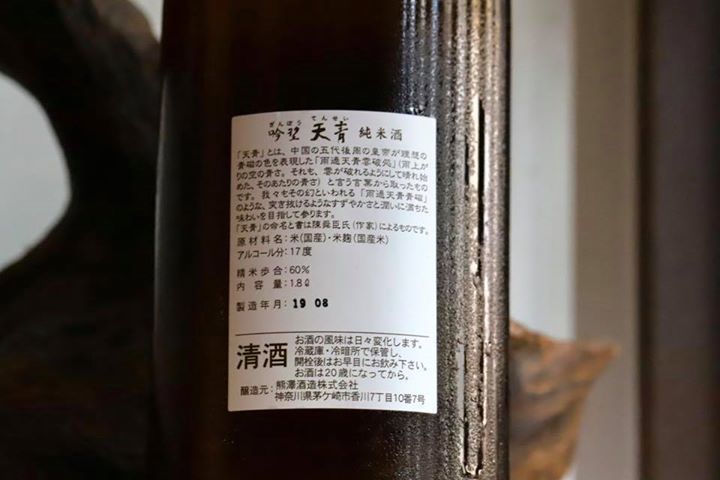 ぎんぼう てんせい
吟望 天青 純米酒
「天青」とは、中国の五代後周の皇帝が理想の
青磁の色を表現した「雨過天青雲破処」(雨上が
りの空の青さ。それも、雲が破れるようにして晴れ始
めた、そのあたりの青さ)と言う言葉から取ったもの
です。我々もその幻といわれる「雨過天青青磁」
のような、突き抜けるようなすずやかさと潤いに満ちた
味わいを目指して参ります。
「天青」の命名と書は陳舜臣氏(作家)によるものです。
原材料名:米(国産)・米麹(国産米)
アルコール分:17度
精米歩合:60%
内容量:1.8ℓ
製造年月:19 08
清酒
お酒の風味は日々変化します。
冷蔵庫・冷暗所で保管し、
開栓後はお早目にお飲み下さい。
お酒は20歳になってから。
醸造元:熊澤酒造株式会社
神奈川県茅ケ崎市香川7丁目10番7号